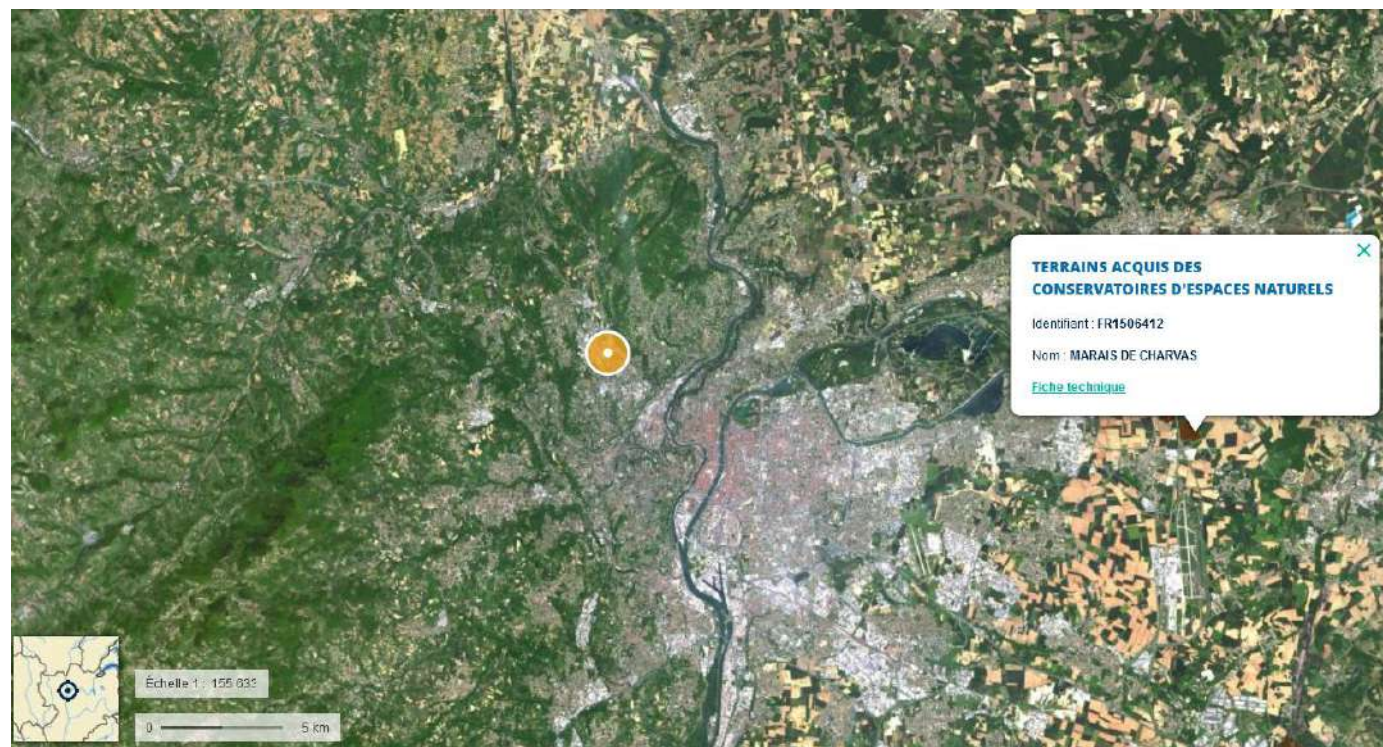 TERRAINS ACQUIS DES
CONSERVATOIRES D'ESPACES NATURELS
Identifiant : FR1506412
Nom : MARAIS DE CHARVAS
Fiche technique
Échelle 1 : 155 633
0 5 km